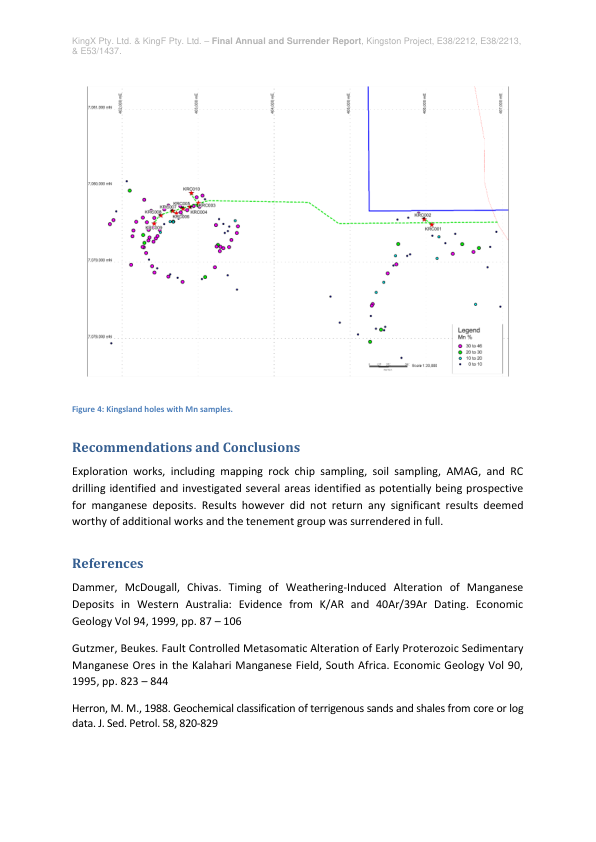 KingX Pty. Ltd. & KingF Pty. Ltd. – Final Annual and Surrender Report, Kingston Project, E38/2212, E38/2213,
& E53/1437.
KRC010
KRC003
KRC004
KRC002
KRC001
Legend
Mn %
30 to 46
20 to 30
10 to 20
0 to 10
Figure 4: Kingsland holes with Mn samples.
Recommendations and Conclusions
Exploration works, including mapping rock chip sampling, soil sampling, AMAG, and RC
drilling identified and investigated several areas identified as potentially being prospective
for manganese deposits. Results however did not return any significant results deemed
worthy of additional works and the tenement group was surrendered in full.
References
Dammer, McDougall, Chivas. Timing of Weathering-Induced Alteration of Manganese
Deposits in Western Australia: Evidence from K/AR and 40Ar/39Ar Dating. Economic
Geology Vol 94, 1999, pp. 87 – 106
Gutzmer, Beukes. Fault Controlled Metasomatic Alteration of Early Proterozoic Sedimentary
Manganese Ores in the Kalahari Manganese Field, South Africa. Economic Geology Vol 90,
1995, pp. 823 – 844
Herron, M. M., 1988. Geochemical classification of terrigenous sands and shales from core or log
data. J. Sed. Petrol. 58, 820-829